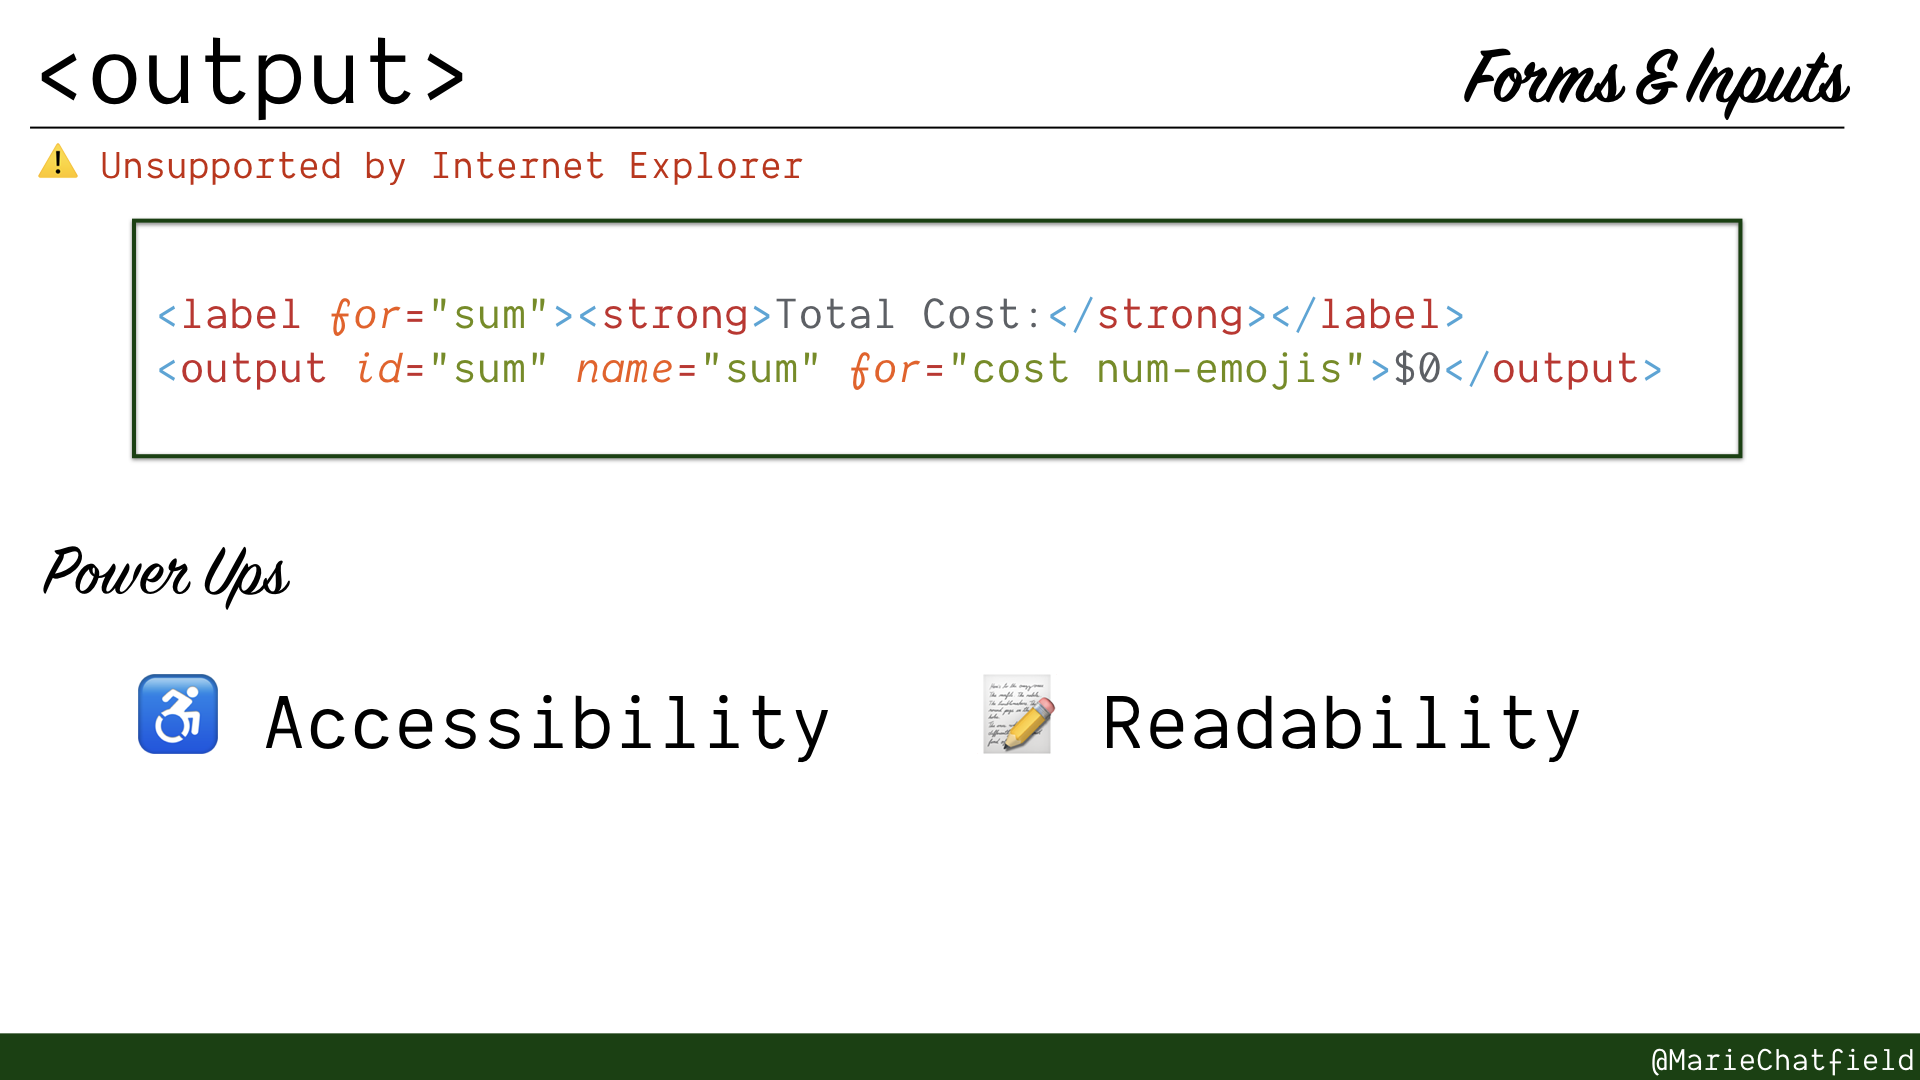 <output>
Forms & Inputs
⚠️ Unsupported by Internet Explorer
<label for="sum"><strong>Total Cost:</strong></label>
<output id="sum" name="sum" for="cost num-emojis">$0</output>
Power Ups
♿ Accessibility
📝 Readability
@MarieChatfield